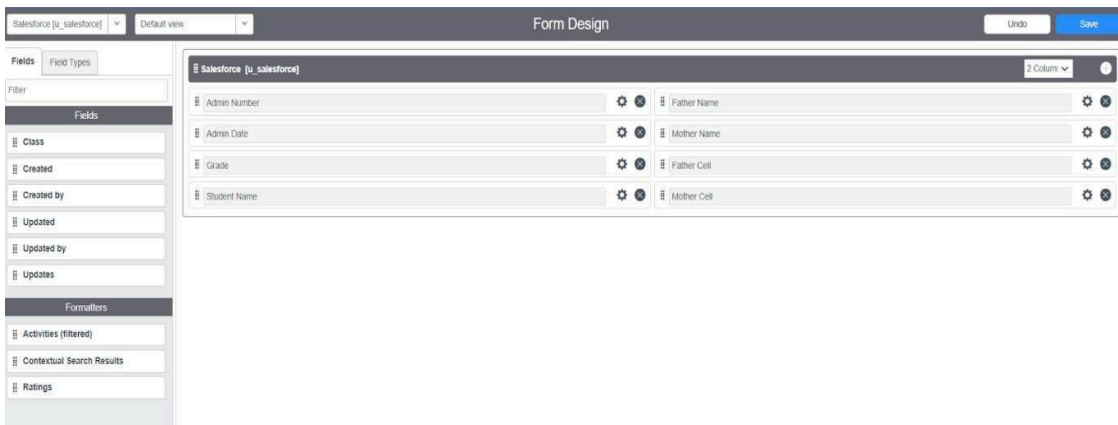 Salesforce [u_salesforce] Default view Form Design Undo Save
Fields Field Types
Filter
Fields
Class
Created
Created by
Updated
Updated by
Updates
Formatters
Activities (filtered)
Contextual Search Results
Ratings
Salesforce [u_salesforce] 2 Colum
Admin Number Father Name
Admin Date Mother Name
Grade Father Cell
Student Name Mother Cell